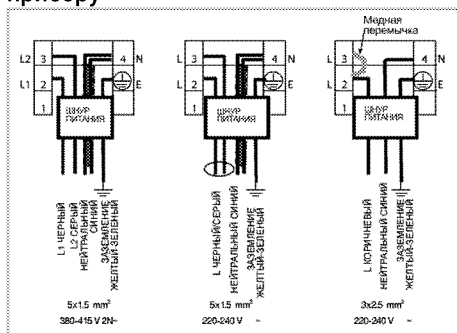 прибору
Медная
перемычка
L2 3 4 N
L1 2 E
1
ШНУР
ПИТАНИЯ
L1 ЧЕРНЫЙ
L2 СЕРЫЙ
НЕЙТРАЛЬНЫЙ
СИНИЙ
ЗАЗЕМЛЕНИЕ
ЖЕЛТЫЙ-ЗЕЛЕНЫЙ
5x1.5 mm²
380-415 V 2N~
L 3 4 N
L 2 E
1
ШНУР
ПИТАНИЯ
L ЧЕРНЫЙ/СЕРЫЙ
НЕЙТРАЛЬНЫЙ СИНИЙ
ЗАЗЕМЛЕНИЕ
ЖЕЛТЫЙ-ЗЕЛЕНЫЙ
5x1.5 mm²
220-240 V ~
L 3 4 N
L 2 E
1
ШНУР
ПИТАНИЯ
L КОРИЧНЕВЫЙ
НЕЙТРАЛЬНЫЙ СИНИЙ
ЗАЗЕМЛЕНИЕ
ЖЕЛТЫЙ-ЗЕЛЕНЫЙ
3x2.5 mm²
220-240 V ~